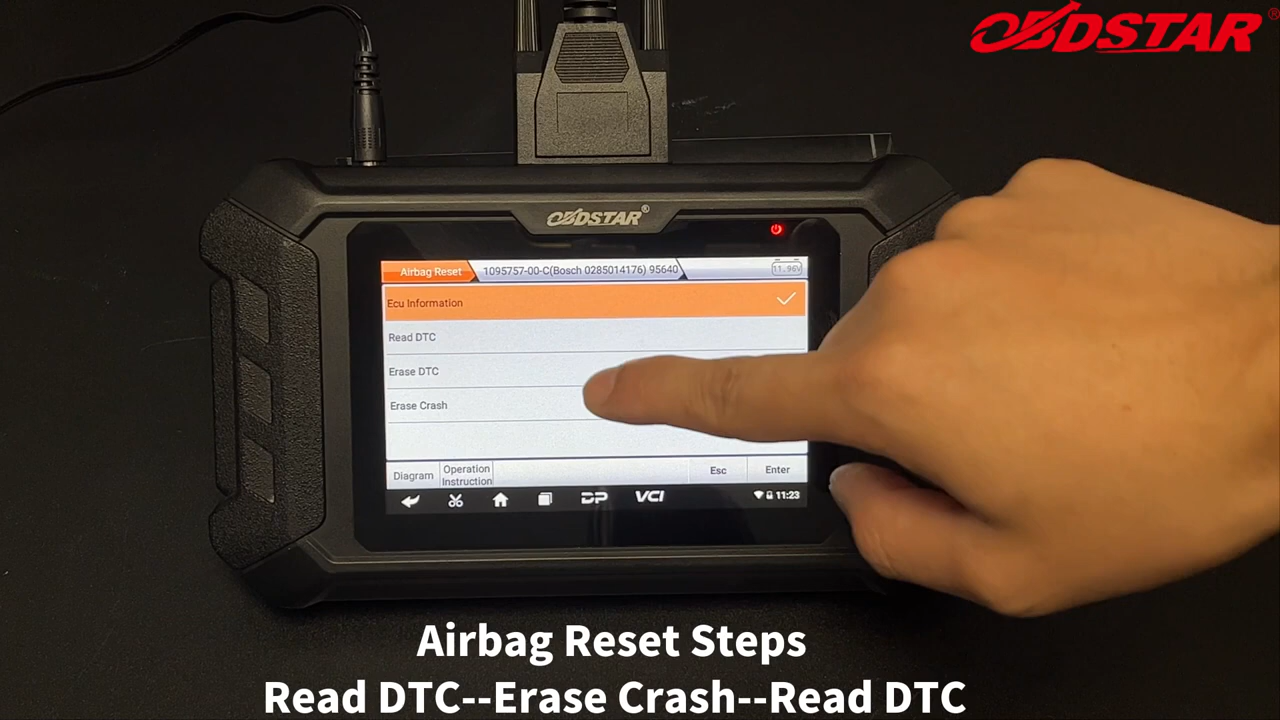 OBDSTAR®
OBDSTAR®
Airbag Reset
1095757-00-C(Bosch 0285014176) 95640
11.96V
Ecu Information
Read DTC
Erase DTC
Erase Crash
Diagram
Operation
Instruction
Esc
Enter
DP
VCI
11:23
Airbag Reset Steps
Read DTC--Erase Crash--Read DTC